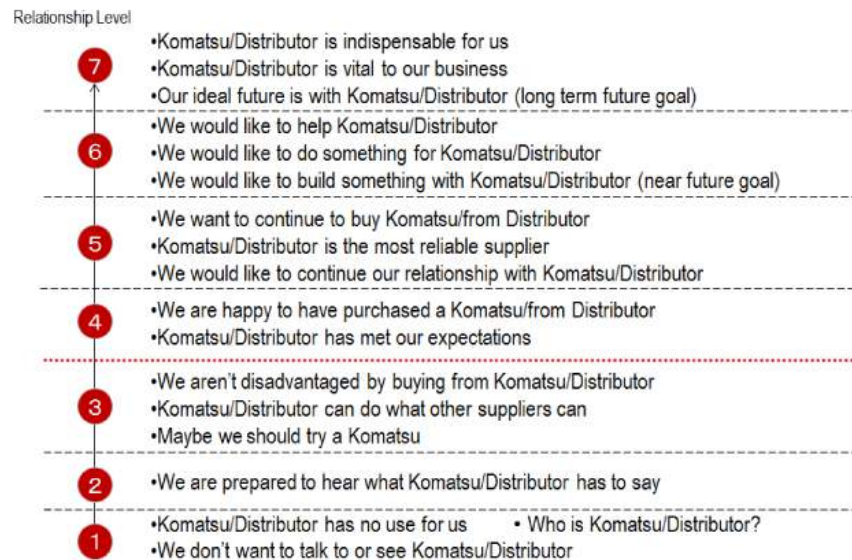 Relationship Level
7
•Komatsu/Distributor is indispensable for us
•Komatsu/Distributor is vital to our business
•Our ideal future is with Komatsu/Distributor (long term future goal)
6
•We would like to help Komatsu/Distributor
•We would like to do something for Komatsu/Distributor
•We would like to build something with Komatsu/Distributor (near future goal)
5
•We want to continue to buy Komatsu/from Distributor
•Komatsu/Distributor is the most reliable supplier
•We would like to continue our relationship with Komatsu/Distributor
4
•We are happy to have purchased a Komatsu/from Distributor
•Komatsu/Distributor has met our expectations
3
•We aren't disadvantaged by buying from Komatsu/Distributor
•Komatsu/Distributor can do what other suppliers can
•Maybe we should try a Komatsu
2
•We are prepared to hear what Komatsu/Distributor has to say
1
•Komatsu/Distributor has no use for us • Who is Komatsu/Distributor?
•We don't want to talk to or see Komatsu/Distributor